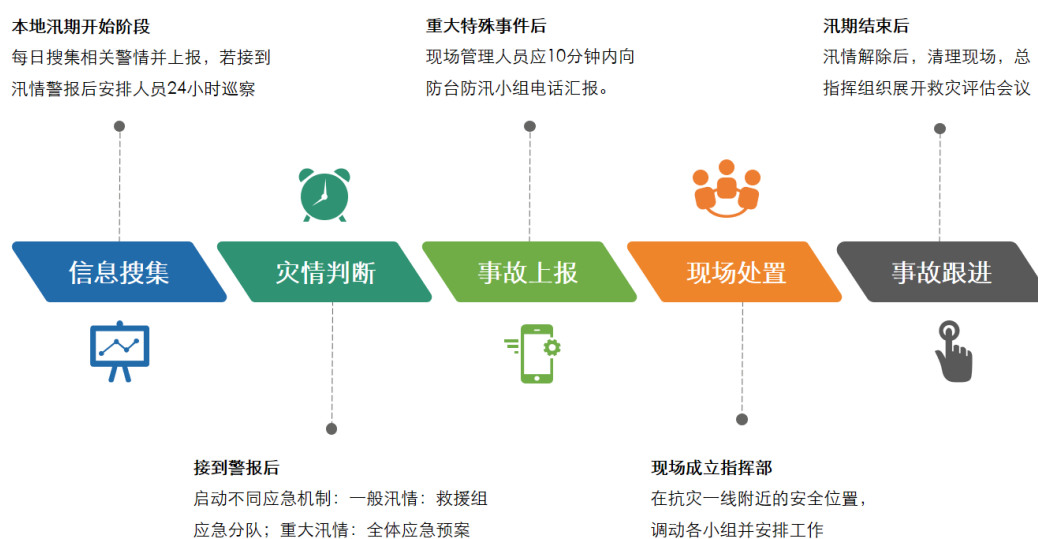 本地汛期开始阶段
每日搜集相关警情并上报，若接到
汛情警报后安排人员24小时巡察
重大特殊事件后
现场管理人员应10分钟内向
防台防汛小组电话汇报。
汛期结束后
汛情解除后，清理现场，总
指挥组织展开救灾评估会议
信息搜集
灾情判断
事故上报
现场处置
事故跟进
接到警报后
启动不同应急机制：一般汛情：救援组
应急分队；重大汛情：全体应急预案
现场成立指挥部
在抗灾一线附近的安全位置，
调动各小组并安排工作